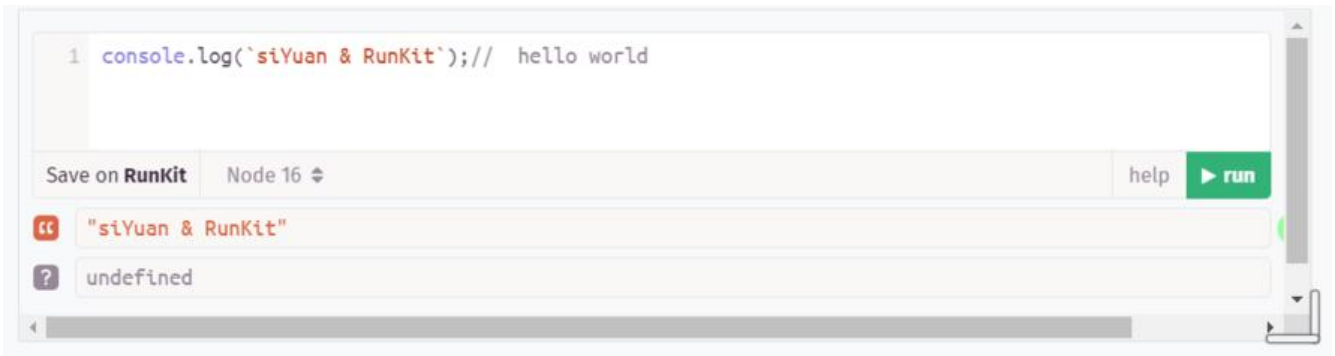 1 console.log(`siYuan & RunKit`);//  hello world
Save on RunKit Node 16 help run
"siYuan & RunKit"
? undefined